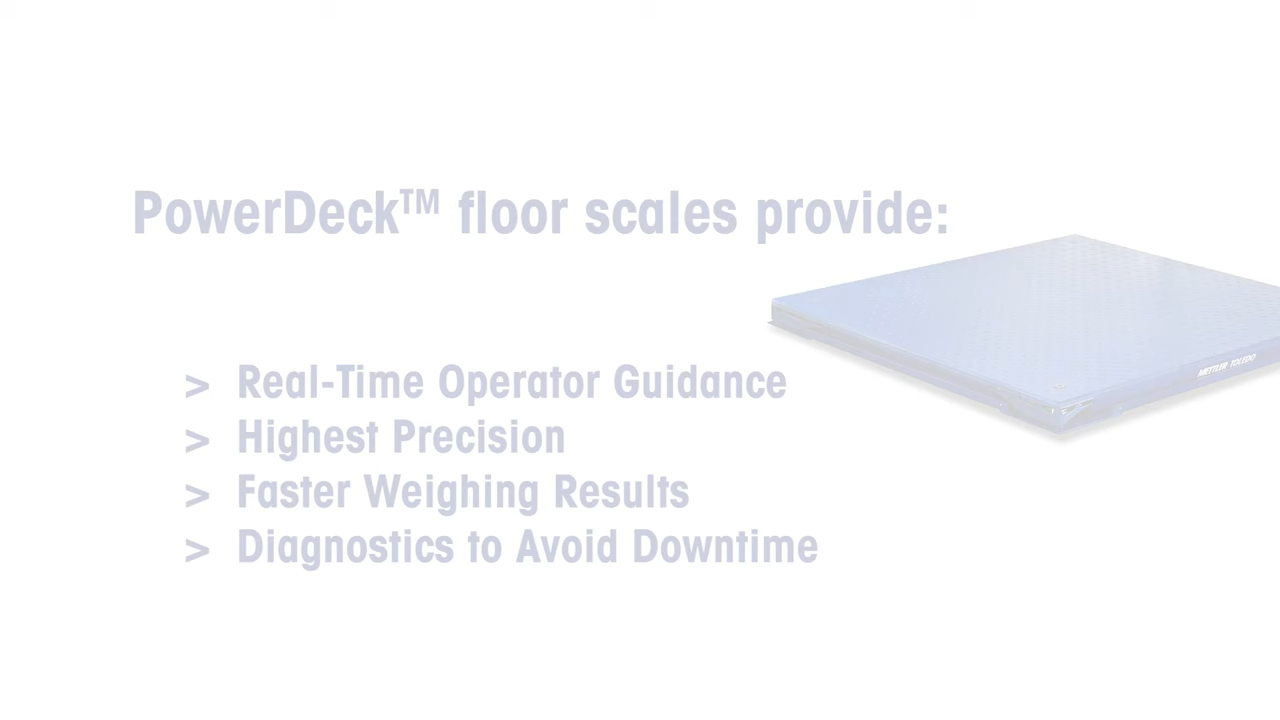 PowerDeck™ floor scales provide:
> Real-Time Operator Guidance
> Highest Precision
> Faster Weighing Results
> Diagnostics to Avoid Downtime
METTLER TOLEDO